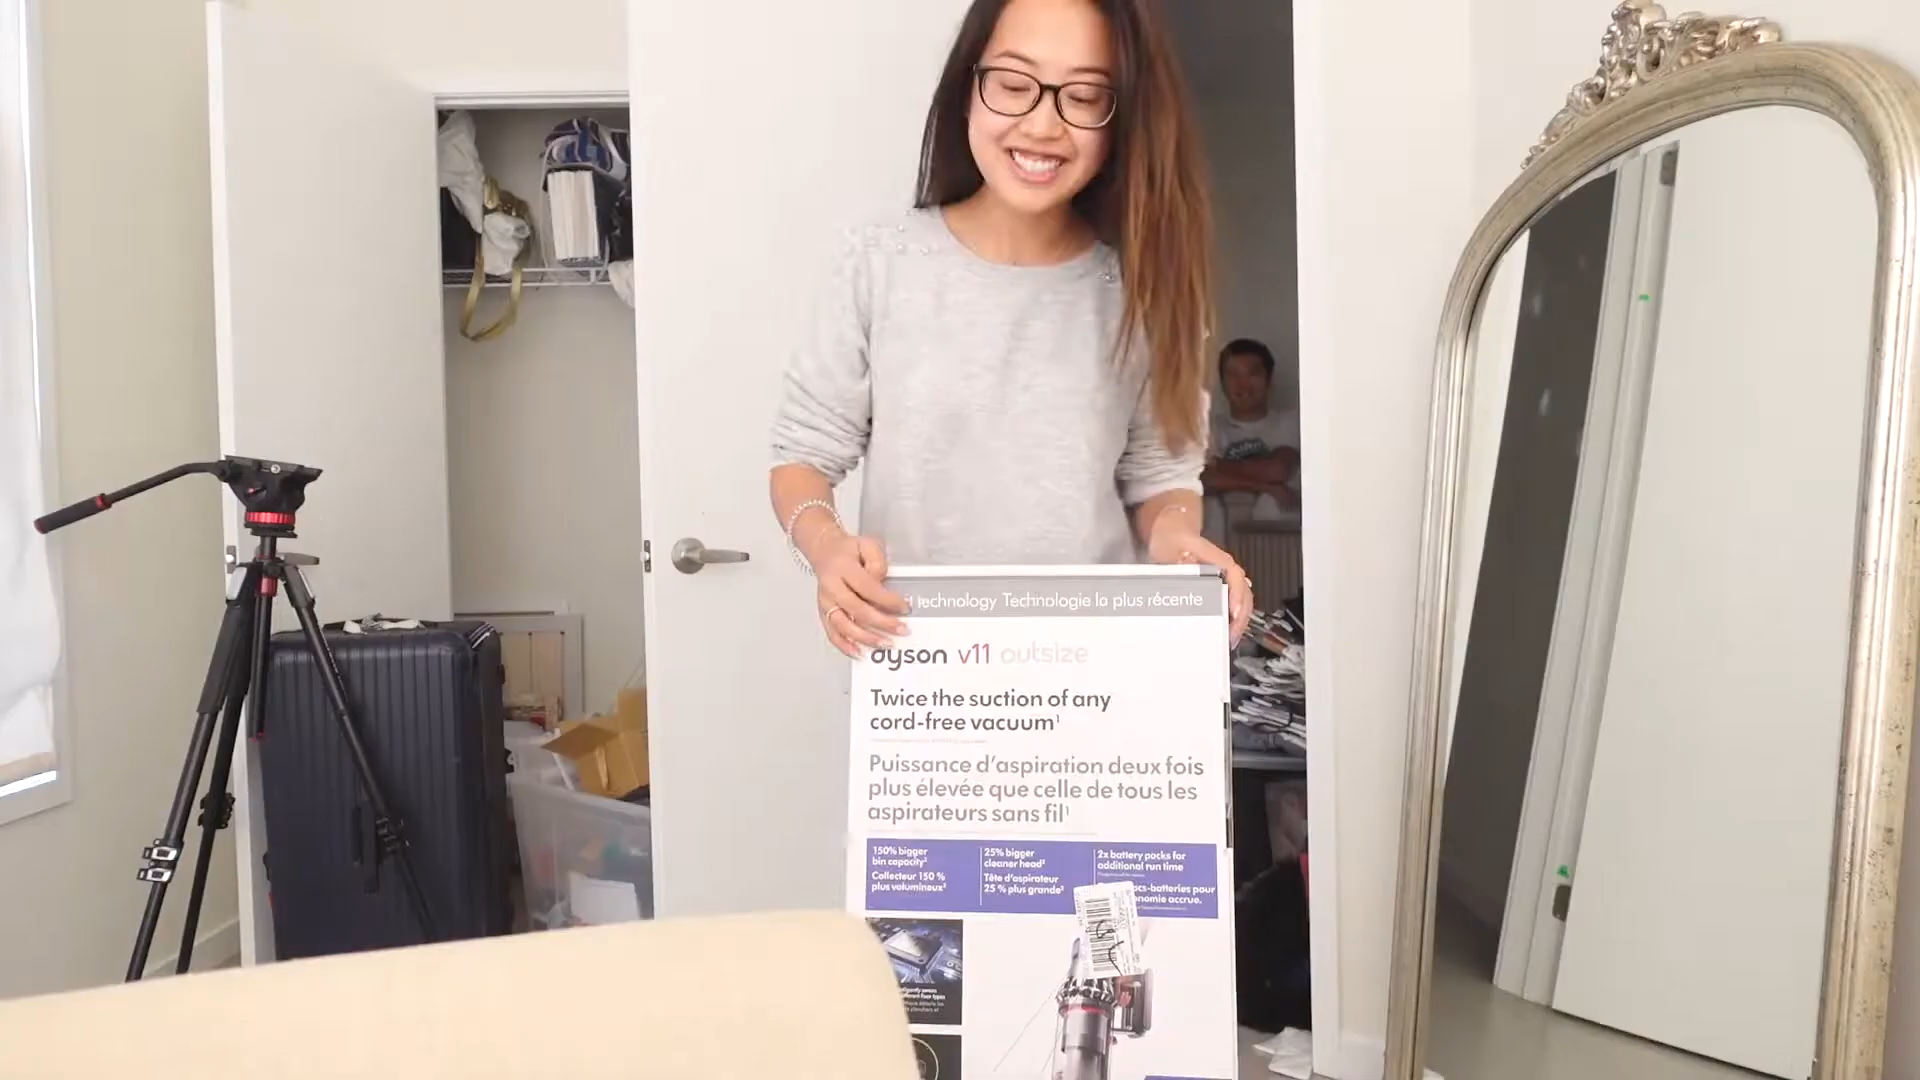 technology Technologie la plus récente
dyson v11 outsize
Twice the suction of any
cord-free vacuum¹
Puissance d'aspiration deux fois
plus élevée que celle de tous les
aspirateurs sans fil¹
150% bigger
bin capacity²
Collecteur 150 %
plus volumineux²
25% bigger
cleaner head²
Tête d'aspirateur
25 % plus grande²
2x battery packs for
additional run time
pour
accrue.